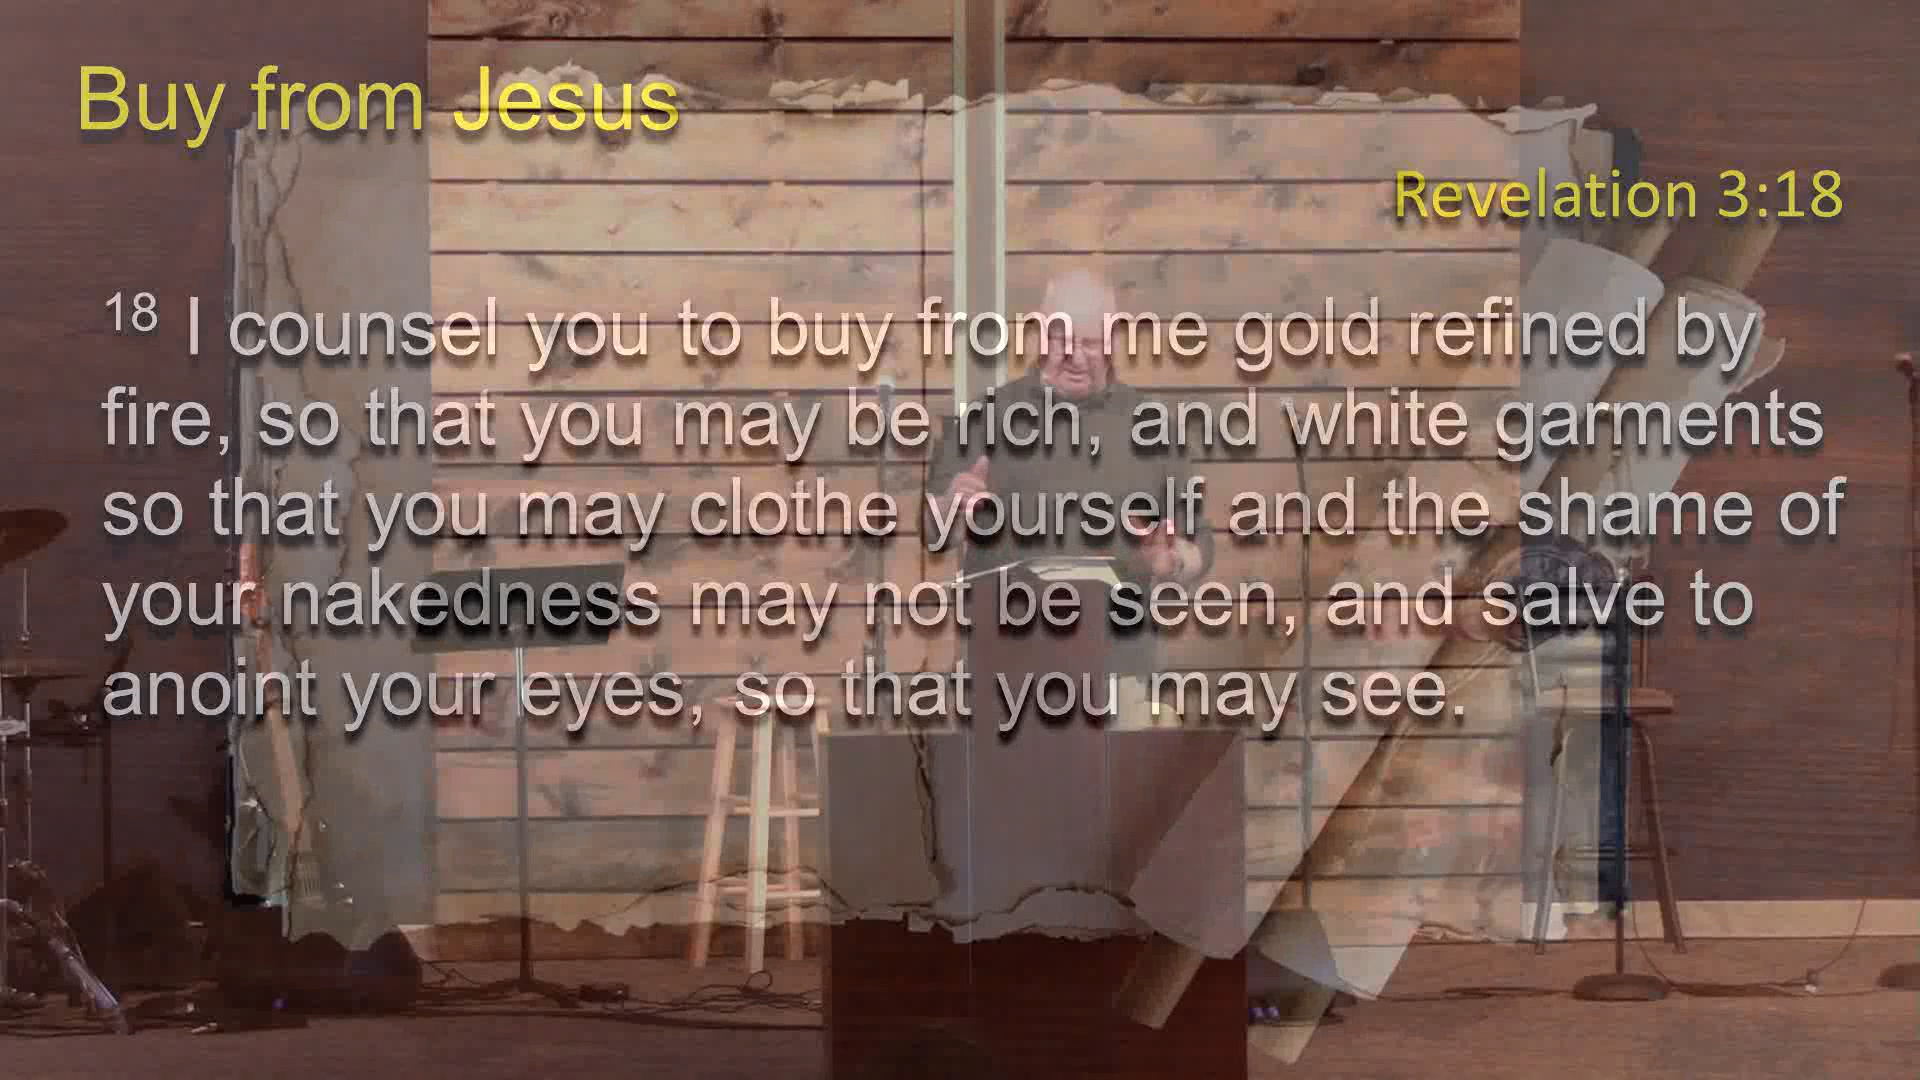 Buy from Jesus
Revelation 3:18
18 I counsel you to buy from me gold refined by
fire, so that you may be rich, and white garments
so that you may clothe yourself and the shame of
your nakedness may not be seen, and salve to
anoint your eyes, so that you may see.